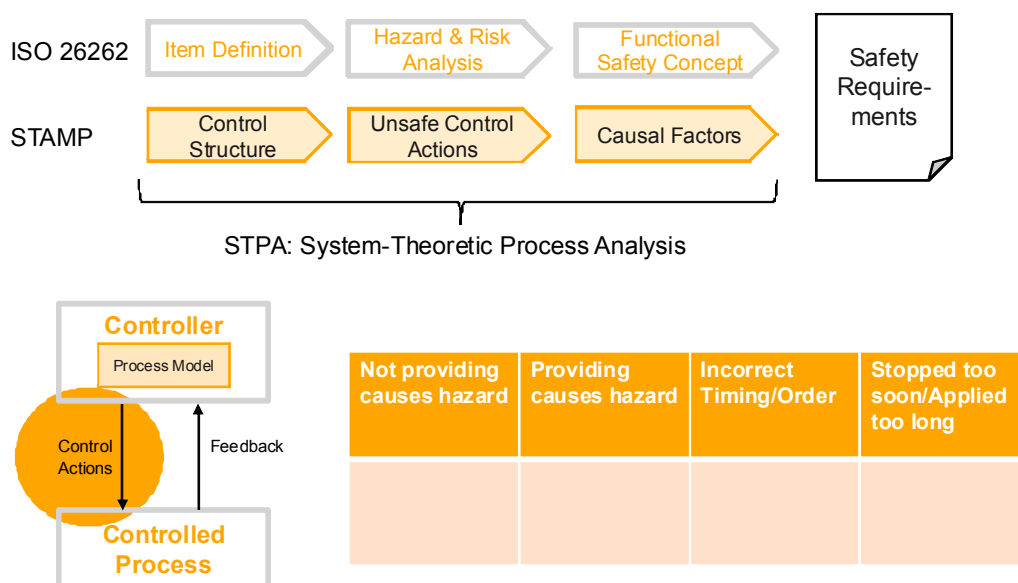 ISO 26262
Item Definition
Hazard & Risk
Analysis
Functional
Safety Concept
Safety
Require-
ments
STAMP
Control
Structure
Unsafe Control
Actions
Causal Factors
STPA: System-Theoretic Process Analysis
Controller
Process Model
Control
Actions
Feedback
Controlled
Process
Not providing
causes hazard
Providing
causes hazard
Incorrect
Timing/Order
Stopped too
soon/Applied
too long